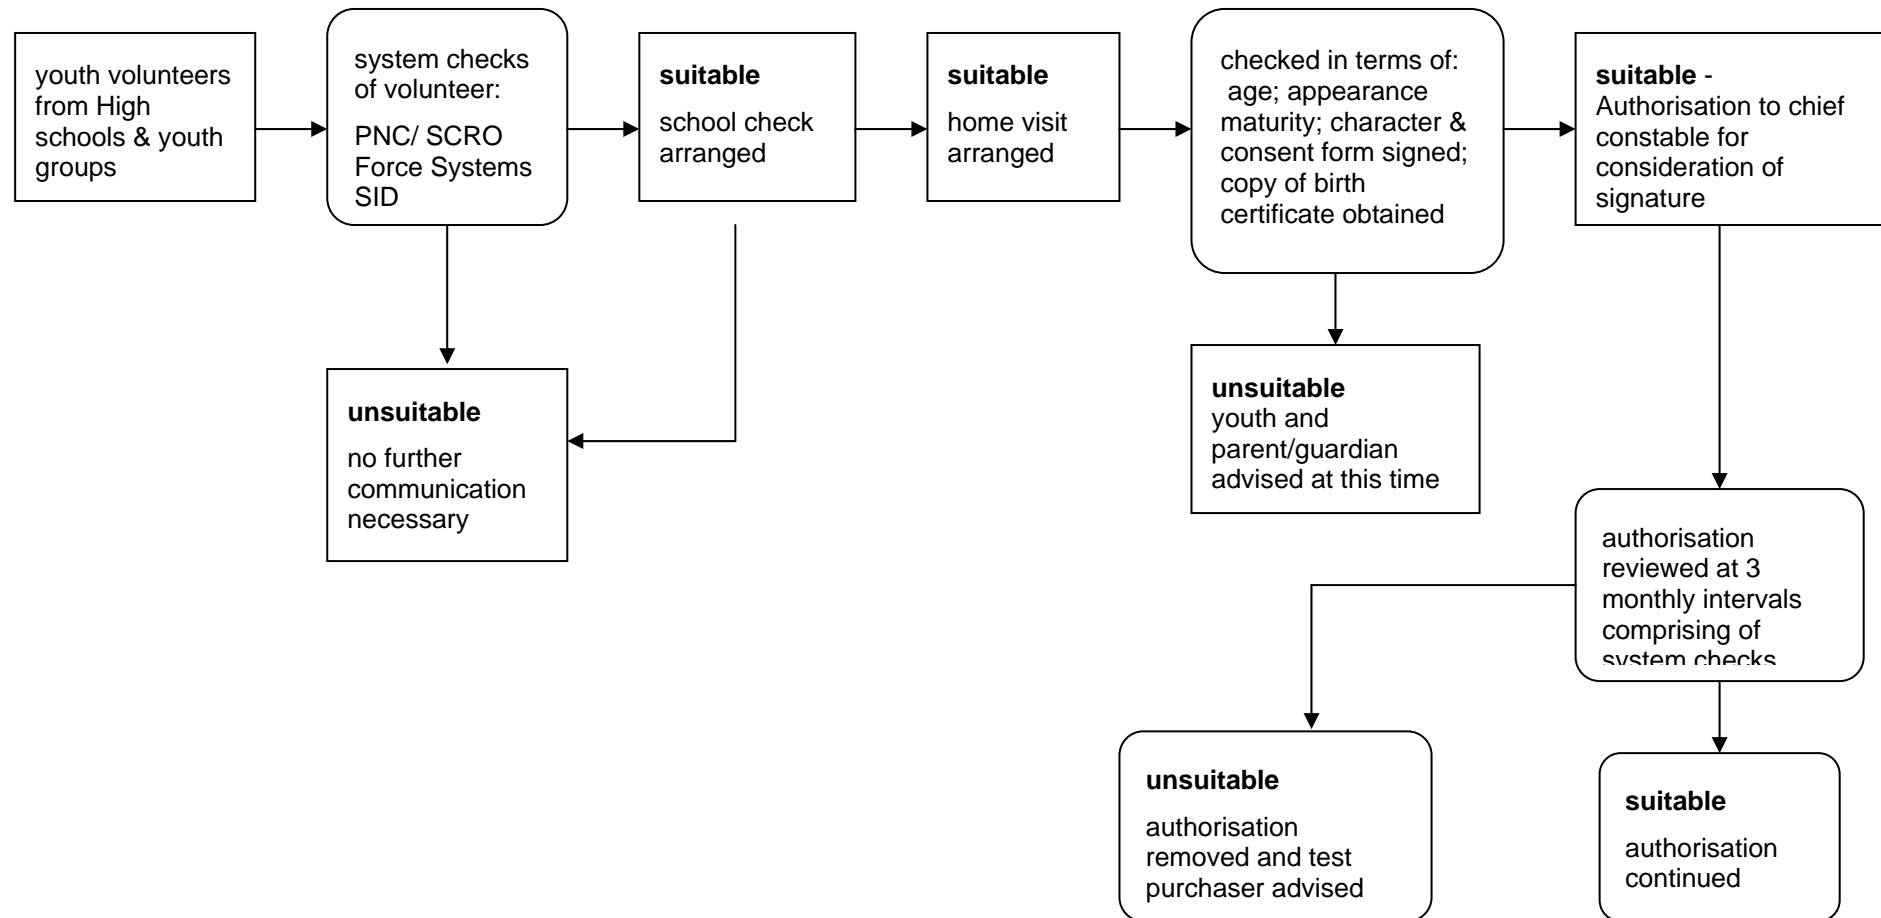 youth volunteers
from High
schools & youth
groups
system checks
of volunteer:
PNC/ SCRO
Force Systems
SID
suitable
school check
arranged
suitable
home visit
arranged
checked in terms of:
age; appearance
maturity; character &
consent form signed;
copy of birth
certificate obtained
suitable -
Authorisation to chief
constable for
consideration of
signature
unsuitable
no further
communication
necessary
unsuitable
youth and
parent/guardian
advised at this time
authorisation
reviewed at 3
monthly intervals
comprising of
system checks
unsuitable
authorisation
removed and test
purchaser advised
suitable
authorisation
continued